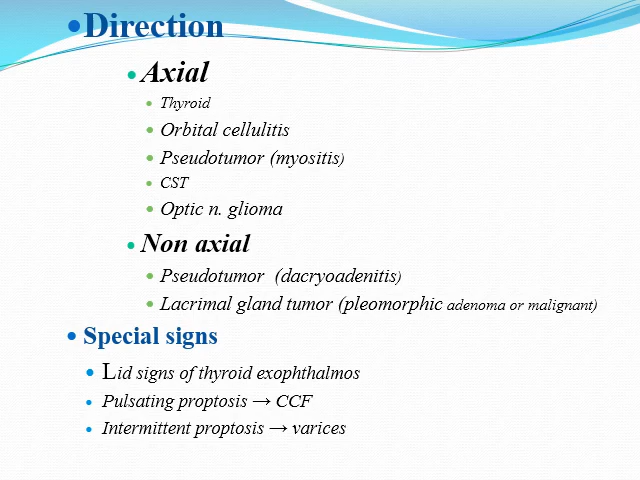 •Direction
• Axial
• Thyroid
• Orbital cellulitis
• Pseudotumor (myositis)
• CST
• Optic n. glioma
• Non axial
• Pseudotumor (dacryoadenitis)
• Lacrimal gland tumor (pleomorphic adenoma or malignant)
• Special signs
• Lid signs of thyroid exophthalmos
• Pulsating proptosis → CCF
• Intermittent proptosis → varices